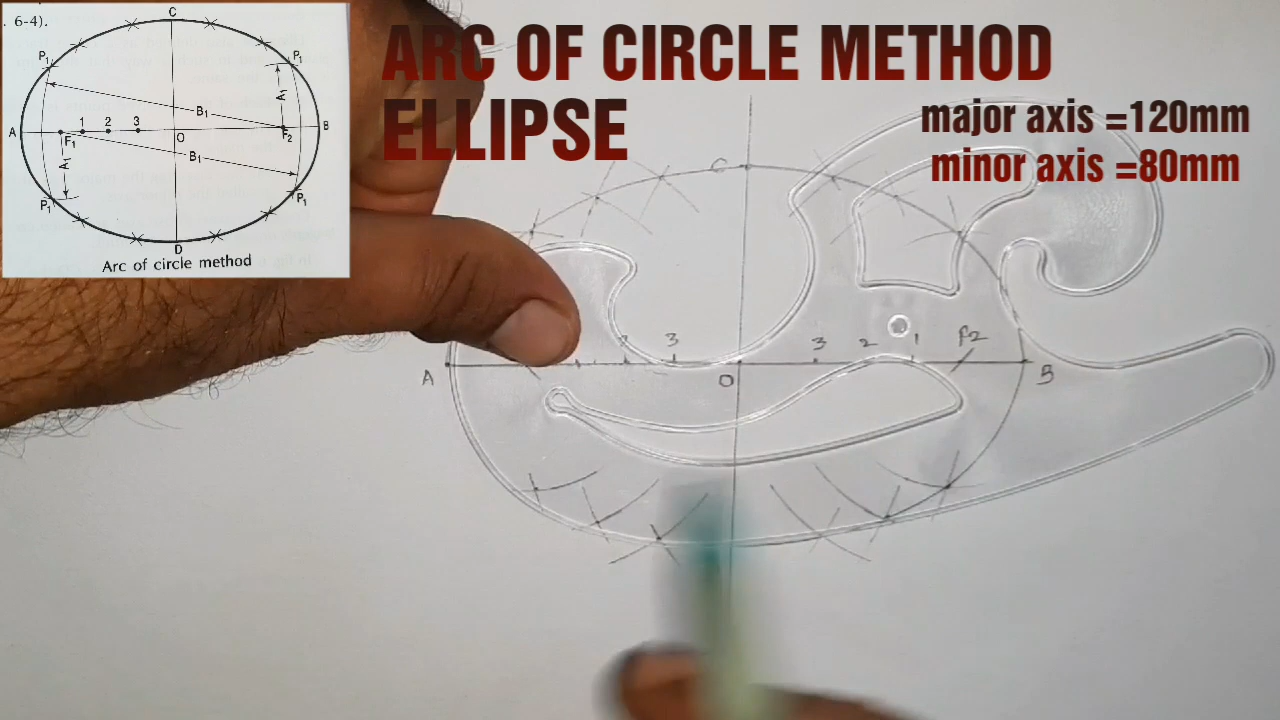 . 6-4).
C
P₁ P₁
A₁
B₁
A 1 2 3 O B
F₁ F₂
B₁
A₁
P₁ P₁
D
Arc of circle method
ARC OF CIRCLE METHOD
ELLIPSE
major axis =120mm
minor axis =80mm
C
2 3 3 2 1 F2
A O B